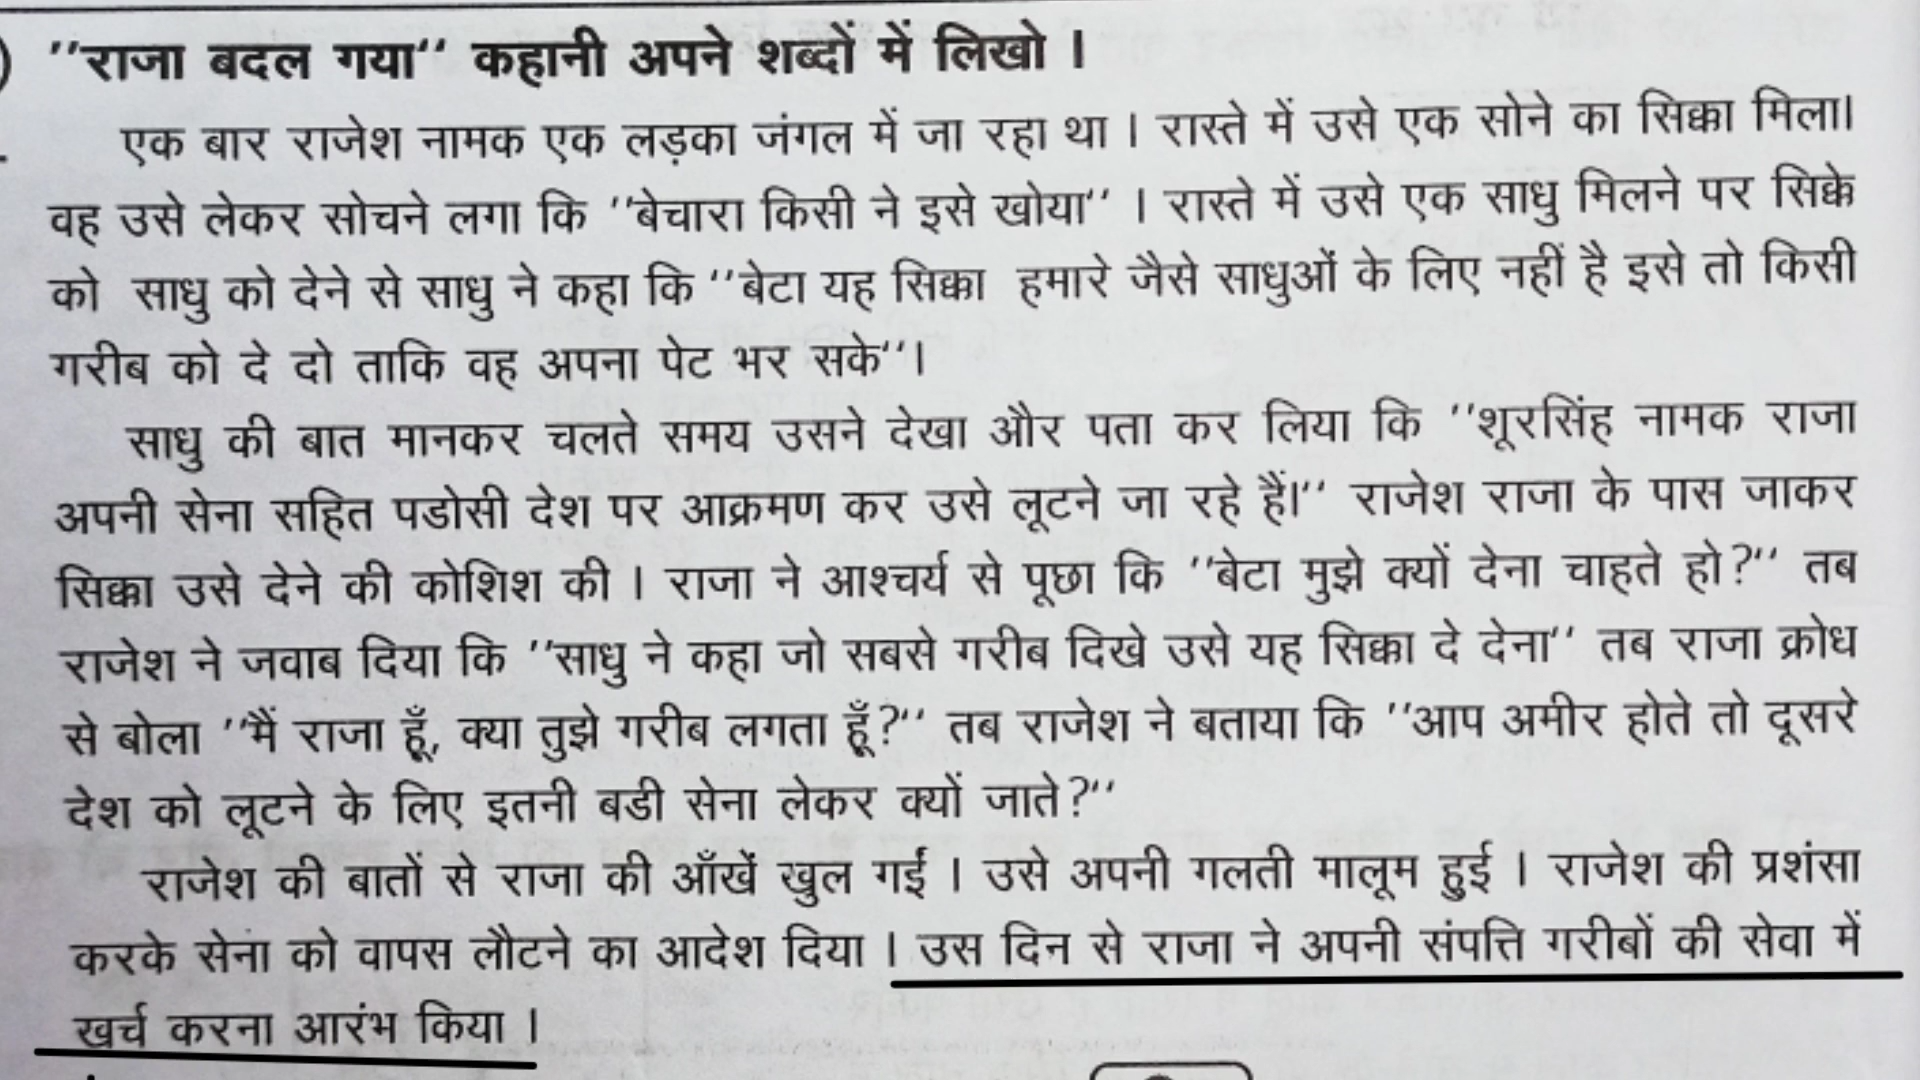 ''राजा बदल गया'' कहानी अपने शब्दों में लिखो ।
एक बार राजेश नामक एक लड़का जंगल में जा रहा था । रास्ते में उसे एक सोने का सिक्का मिला।
वह उसे लेकर सोचने लगा कि ''बेचारा किसी ने इसे खोया'' । रास्ते में उसे एक साधु मिलने पर सिक्के
को साधु को देने से साधु ने कहा कि ''बेटा यह सिक्का हमारे जैसे साधुओं के लिए नहीं है इसे तो किसी
गरीब को दे दो ताकि वह अपना पेट भर सके''।
साधु की बात मानकर चलते समय उसने देखा और पता कर लिया कि ''शूरसिंह नामक राजा
अपनी सेना सहित पडोसी देश पर आक्रमण कर उसे लूटने जा रहे हैं।'' राजेश राजा के पास जाकर
सिक्का उसे देने की कोशिश की । राजा ने आश्चर्य से पूछा कि ''बेटा मुझे क्यों देना चाहते हो?'' तब
राजेश ने जवाब दिया कि ''साधु ने कहा जो सबसे गरीब दिखे उसे यह सिक्का दे देना'' तब राजा क्रोध
से बोला ''मैं राजा हूँ, क्या तुझे गरीब लगता हूँ?'' तब राजेश ने बताया कि ''आप अमीर होते तो दूसरे
देश को लूटने के लिए इतनी बडी सेना लेकर क्यों जाते?''
राजेश की बातों से राजा की आँखें खुल गईं । उसे अपनी गलती मालूम हुई । राजेश की प्रशंसा
करके सेना को वापस लौटने का आदेश दिया । उस दिन से राजा ने अपनी संपत्ति गरीबों की सेवा में
खर्च करना आरंभ किया ।